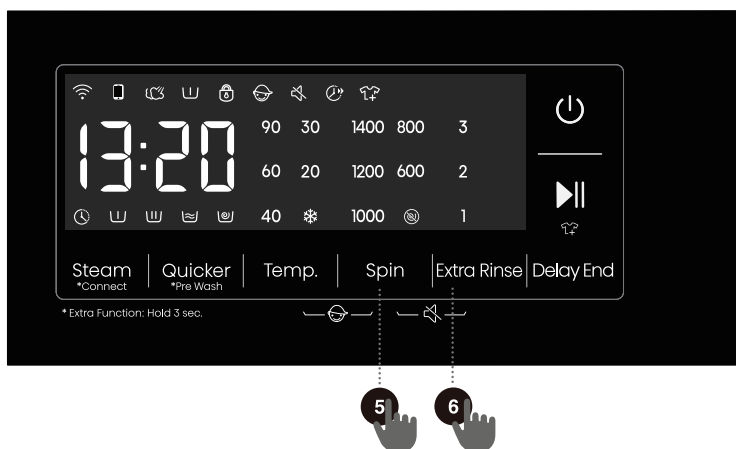 13:20
90 30 1400 800 3
60 20 1200 600 2
40 1000 1
Steam Quicker Temp. Spin Extra Rinse Delay End
*Connect *Pre Wash
* Extra Function: Hold 3 sec.
5 6